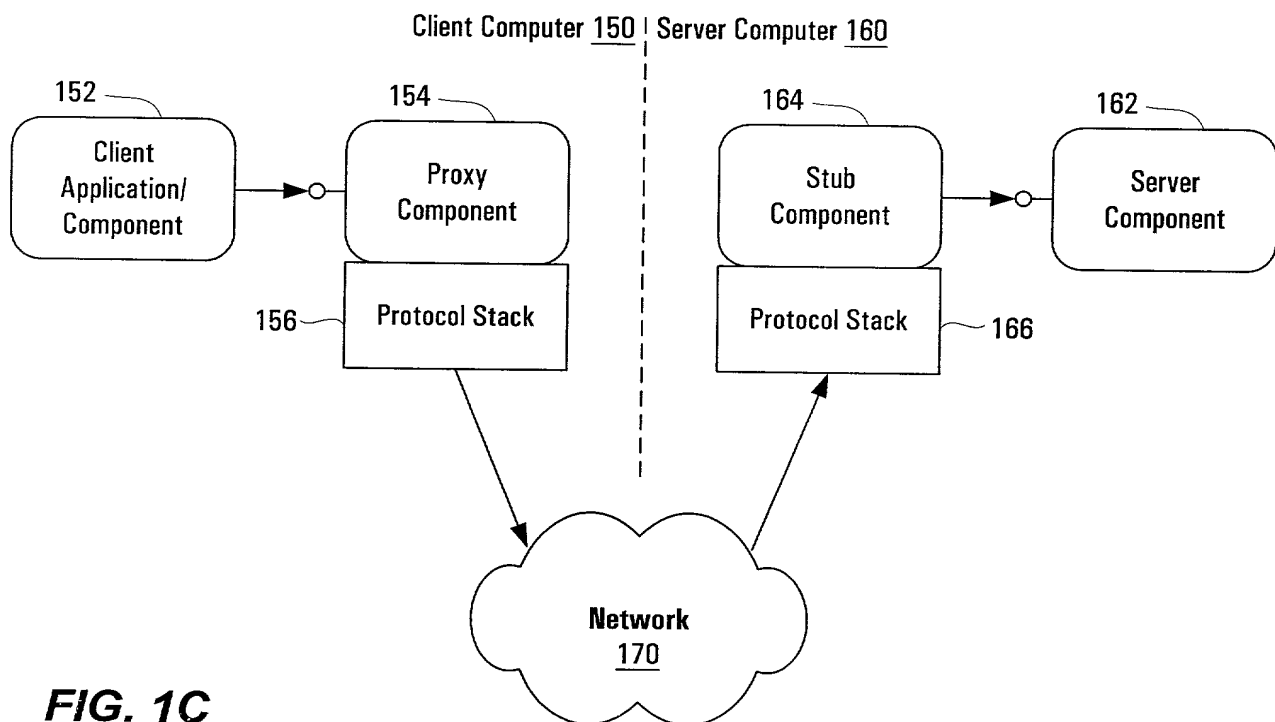 Client Computer 150
Server Computer 160
152
154
164
162
Client
Application/
Component
Proxy
Component
Stub
Component
Server
Component
156
Protocol Stack
Protocol Stack
166
Network
170
FIG. 1C